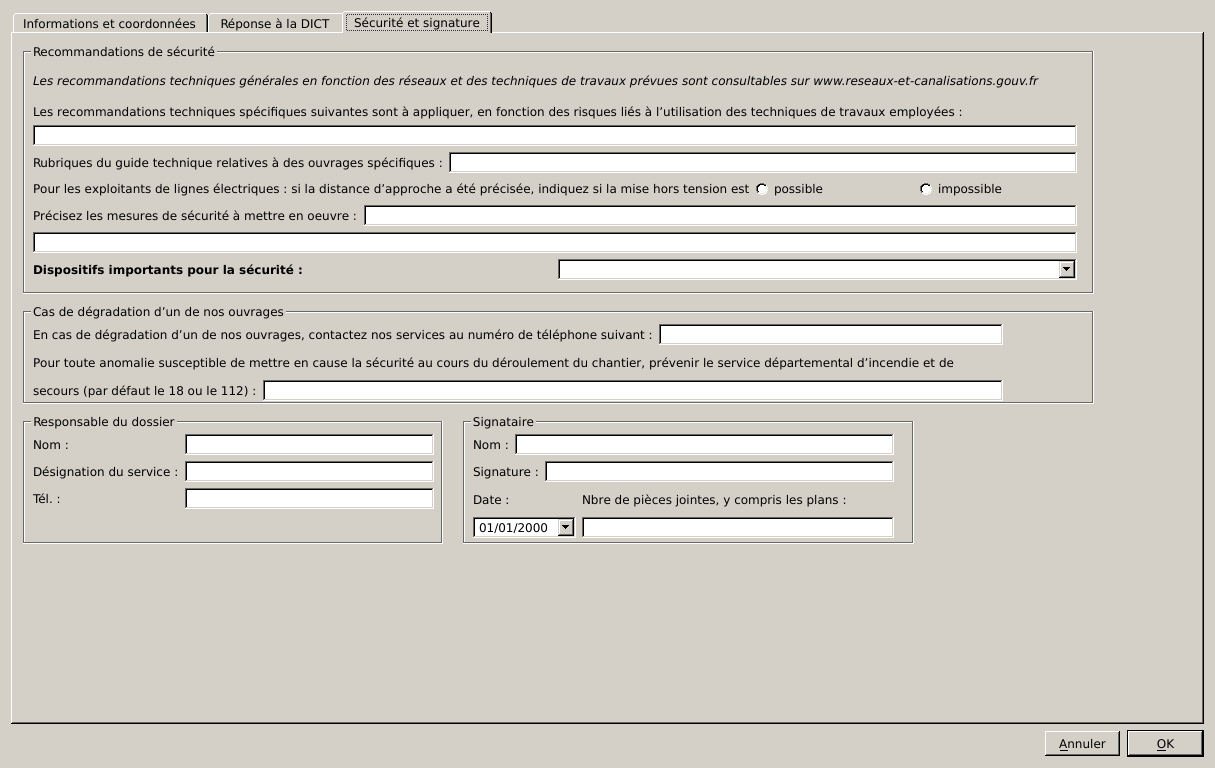 Informations et coordonnées Réponse à la DICT Sécurité et signature
Recommandations de sécurité
Les recommandations techniques générales en fonction des réseaux et des techniques de travaux prévues sont consultables sur www.reseaux-et-canalisations.gouv.fr
Les recommandations techniques spécifiques suivantes sont à appliquer, en fonction des risques liés à l’utilisation des techniques de travaux employées :
Rubriques du guide technique relatives à des ouvrages spécifiques :
Pour les exploitants de lignes électriques : si la distance d’approche a été précisée, indiquez si la mise hors tension est possible impossible
Précisez les mesures de sécurité à mettre en oeuvre :
Dispositifs importants pour la sécurité :
Cas de dégradation d’un de nos ouvrages
En cas de dégradation d’un de nos ouvrages, contactez nos services au numéro de téléphone suivant :
Pour toute anomalie susceptible de mettre en cause la sécurité au cours du déroulement du chantier, prévenir le service départemental d’incendie et de
secours (par défaut le 18 ou le 112) :
Responsable du dossier
Nom :
Désignation du service :
Tél. :
Signataire
Nom :
Signature :
Date : Nbre de pièces jointes, y compris les plans :
01/01/2000
Annuler OK